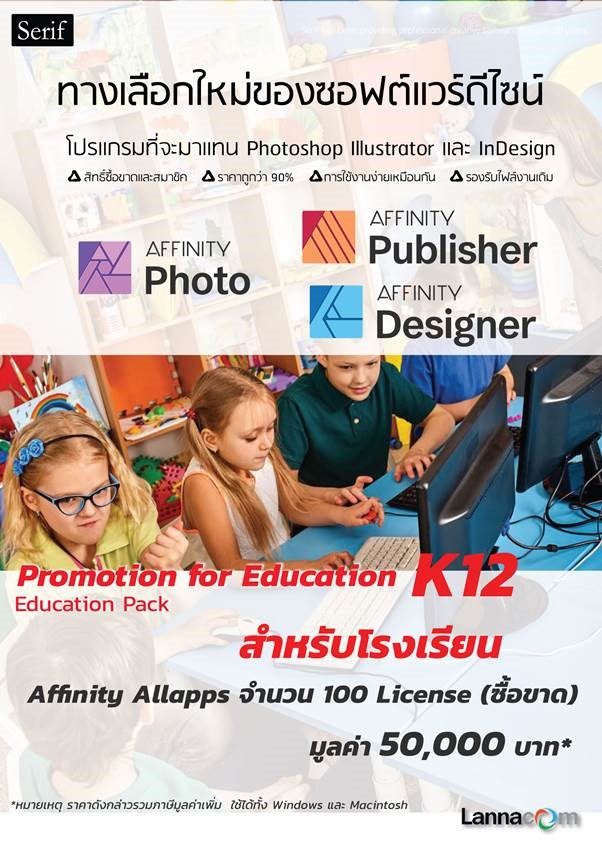 Serif
ทางเลือกใหม่ของซอฟต์แวร์ดีไซน์
โปรแกรมที่จะมาแทน Photoshop Illustrator และ InDesign
สิทธิ์ซื้อขาดและสมาชิค ราคาถูกว่า 90% การใช้งานง่ายเหมือนกัน รองรับไฟล์งานเดิม
AFFINITY
Photo
AFFINITY
Publisher
AFFINITY
Designer
Promotion for Education K12
Education Pack
สำหรับโรงเรียน
Affinity Allapps จำนวน 100 License (ซื้อขาด)
มูลค่า 50,000 บาท*
*หมายเหตุ ราคาดังกล่าวรวมภาษีมูลค่าเพิ่ม ใช้ได้ทั้ง Windows และ Macintosh
Lannacom